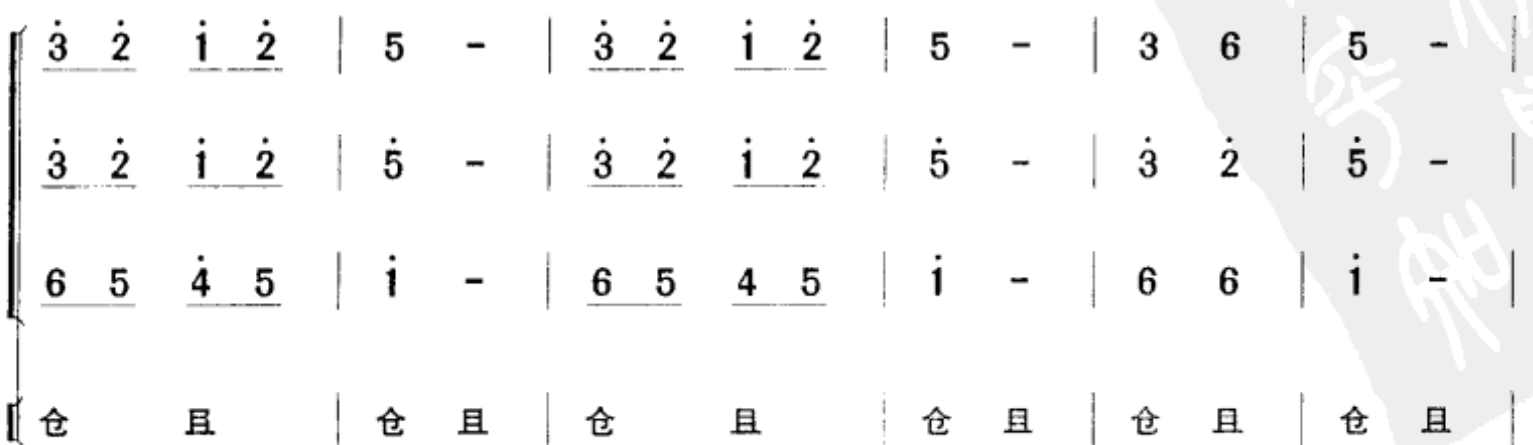 3̇ 2̇ 1̇ 2̇ | 5 - | 3̇ 2̇ 1̇ 2̇ | 5 - | 3 6 | 5 - |
3̇ 2̇ 1̇ 2̇ | 5̇ - | 3̇ 2̇ 1̇ 2̇ | 5̇ - | 3̇ 2̇ | 5̇ - |
6 5 4̇ 5 | 1̇ - | 6 5 4 5 | 1̇ - | 6 6 | 1̇ - |
仓 且 | 仓 且 | 仓 且 | 仓 且 | 仓 且 | 仓 且 |